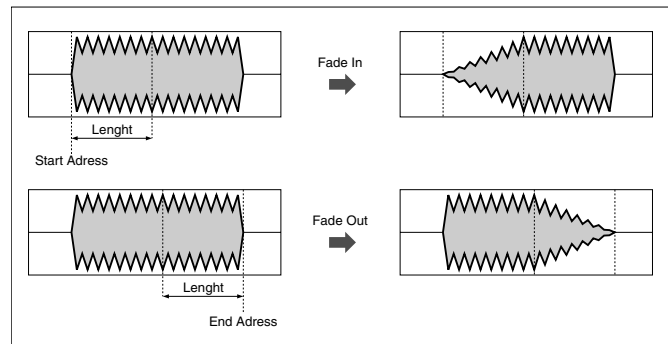 Fade In
Lenght
Start Adress
Fade Out
Lenght
End Adress